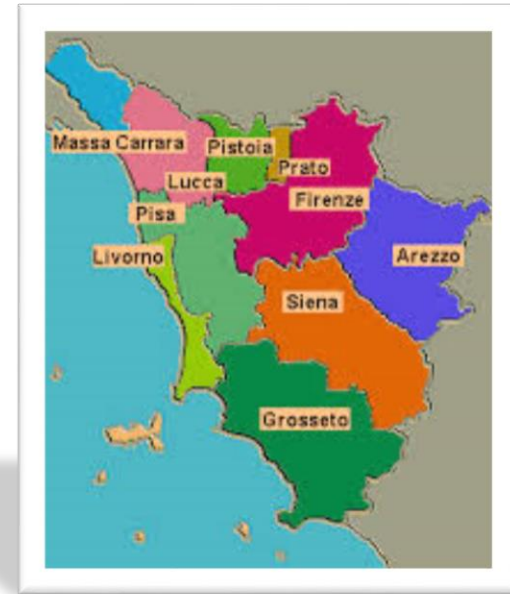 Massa Carrara
Pistoia
Prato
Lucca
Firenze
Pisa
Livorno
Arezzo
Siena
Grosseto